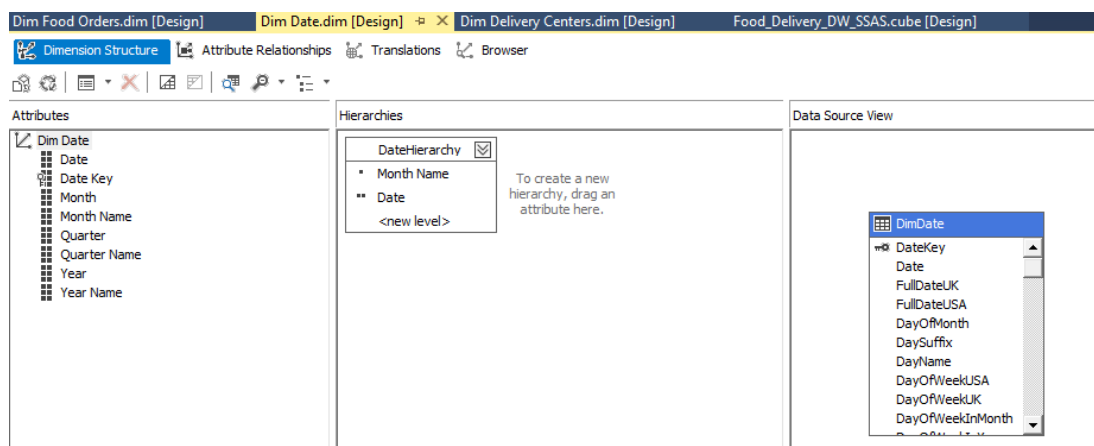 Dim Food Orders.dim [Design]
Dim Date.dim [Design]
Dim Delivery Centers.dim [Design]
Food_Delivery_DW_SSAS.cube [Design]
Dimension Structure
Attribute Relationships
Translations
Browser
Attributes
Dim Date
Date
Date Key
Month
Month Name
Quarter
Quarter Name
Year
Year Name
Hierarchies
DateHierarchy
Month Name
Date
<new level>
To create a new
hierarchy, drag an
attribute here.
Data Source View
DimDate
DateKey
Date
FullDateUK
FullDateUSA
DayOfMonth
DaySuffix
DayName
DayOfWeekUSA
DayOfWeekUK
DayOfWeekInMonth